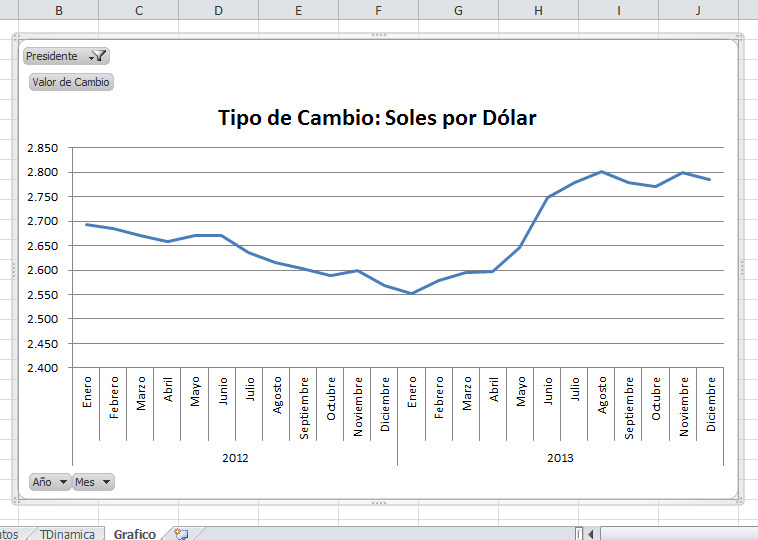 B C D E F G H I J
Presidente
Valor de Cambio
Tipo de Cambio: Soles por Dólar
2.850
2.800
2.750
2.700
2.650
2.600
2.550
2.500
2.450
2.400
Enero Febrero Marzo Abril Mayo Junio Julio Agosto Septiembre Octubre Noviembre Diciembre Enero Febrero Marzo Abril Mayo Junio Julio Agosto Septiembre Octubre Noviembre Diciembre
2012 2013
Año Mes
tos TDinamica Grafico